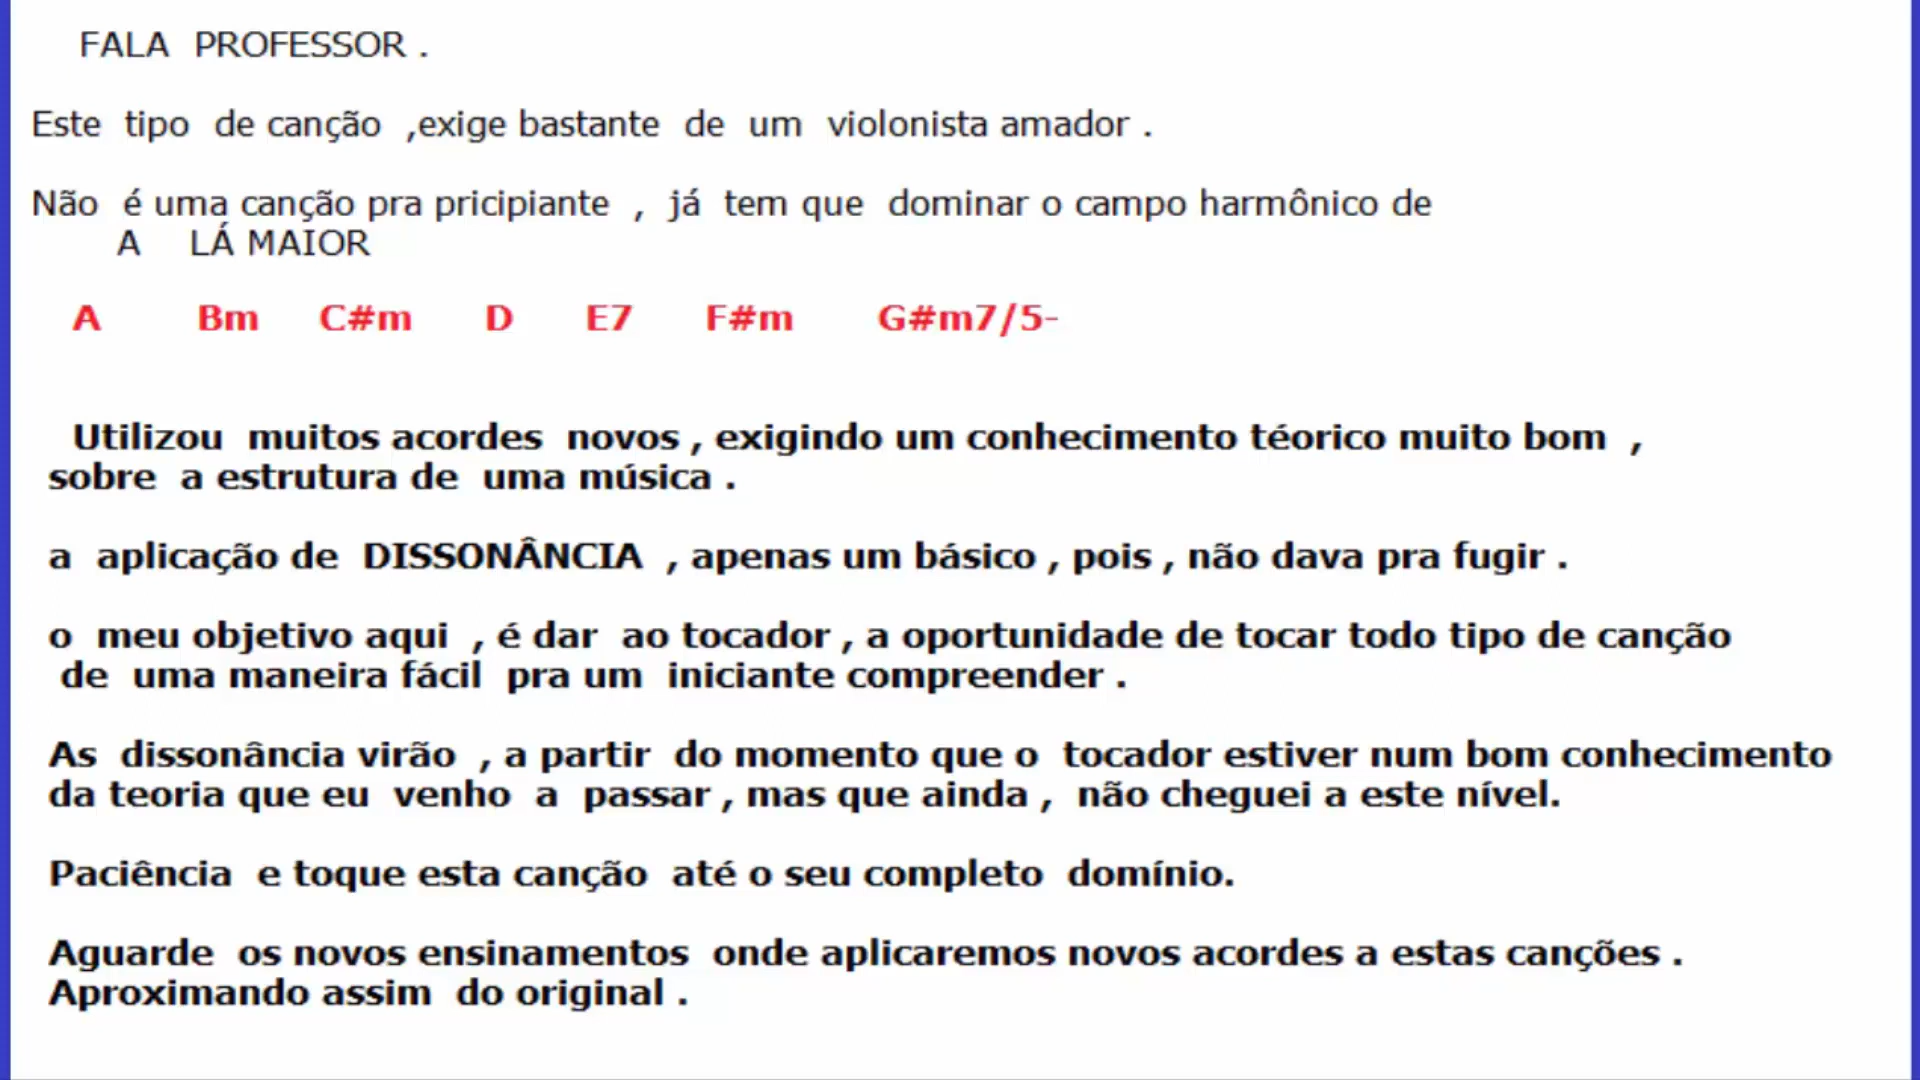 FALA PROFESSOR .
Este tipo de canção ,exige bastante de um violonista amador .
Não é uma canção pra pricipiante , já tem que dominar o campo harmônico de
A LÁ MAIOR
A Bm C#m D E7 F#m G#m7/5-
Utilizou muitos acordes novos , exigindo um conhecimento téorico muito bom ,
sobre a estrutura de uma música .
a aplicação de DISSONÂNCIA , apenas um básico , pois , não dava pra fugir .
o meu objetivo aqui , é dar ao tocador , a oportunidade de tocar todo tipo de canção
de uma maneira fácil pra um iniciante compreender .
As dissonância virão , a partir do momento que o tocador estiver num bom conhecimento
da teoria que eu venho a passar , mas que ainda , não cheguei a este nível.
Paciência e toque esta canção até o seu completo domínio.
Aguarde os novos ensinamentos onde aplicaremos novos acordes a estas canções .
Aproximando assim do original .